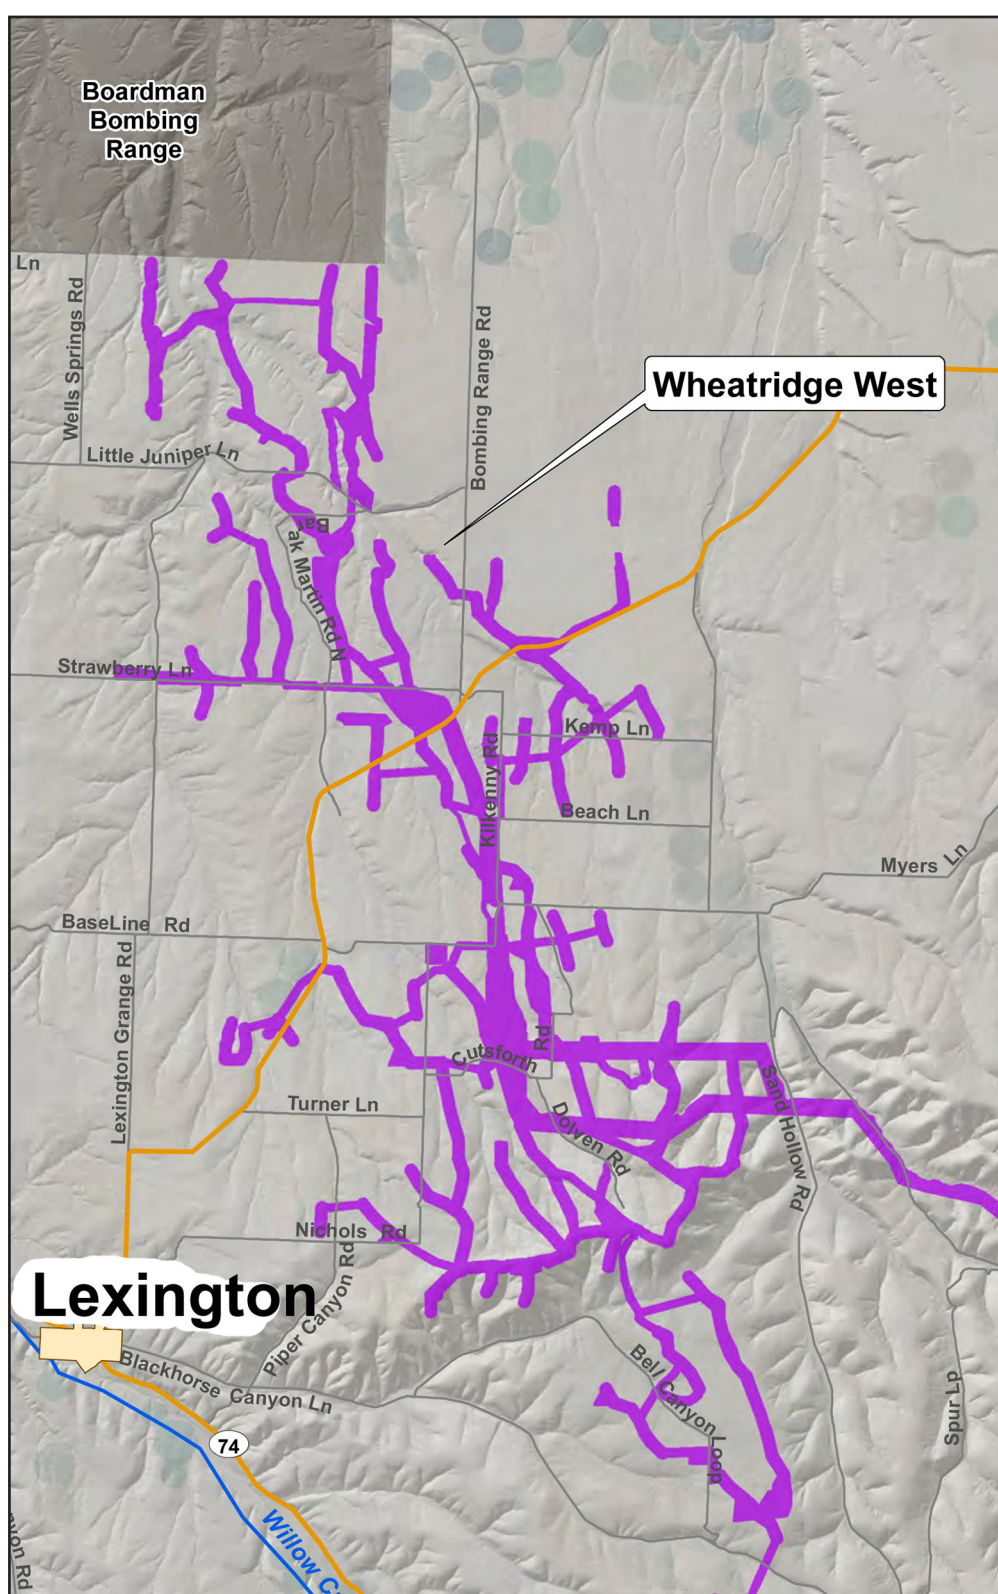 Boardman
Bombing
Range
Ln
Wells Springs Rd
Bombing Range Rd
Wheatridge West
Little Juniper Ln
Bar
ak Martin Rd N
Strawberry Ln
Kemp Ln
Kilkenny Rd
Beach Ln
Myers Ln
BaseLine Rd
Lexington Grange Rd
Cutsforth Rd
Sand Hollow Rd
Turner Ln
Dolven Rd
Nichols Rd
Lexington
Piper Canyon Rd
Blackhorse Canyon Ln
Bell Canyon Loop
Spur Lp
74
Willow C
yon Rd